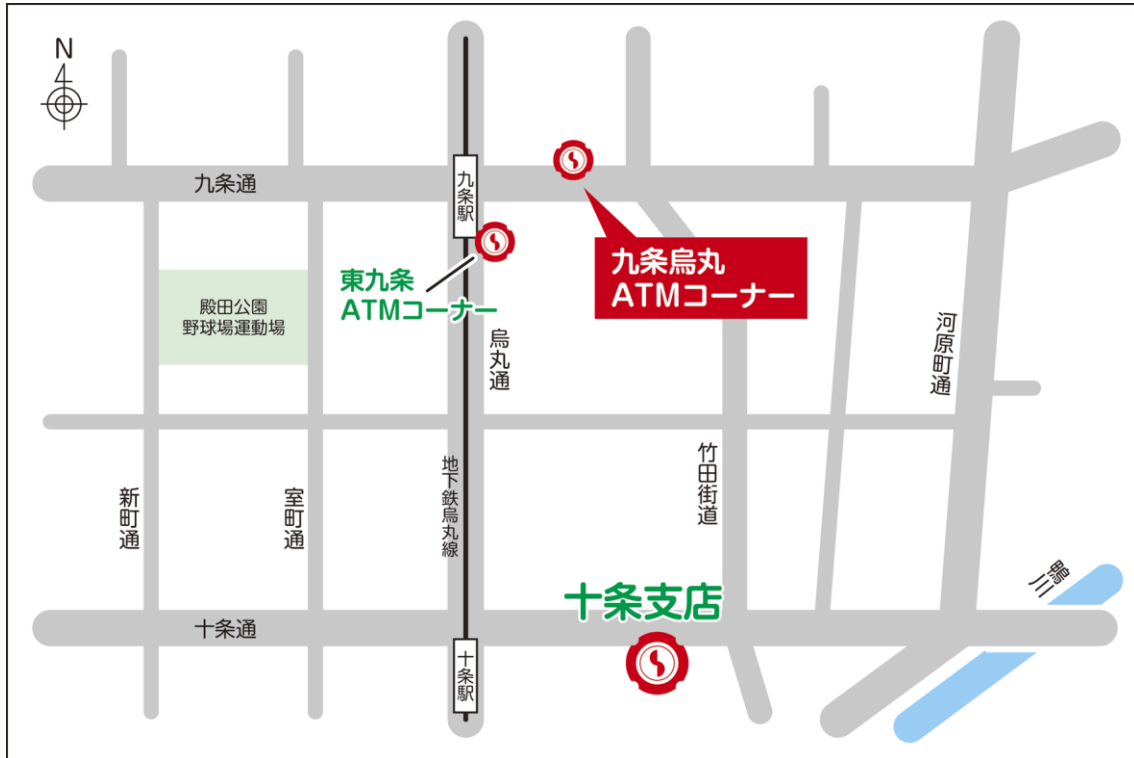 N
九条通
九条駅
九条烏丸
ATMコーナー
東九条
ATMコーナー
殿田公園
野球場運動場
烏丸通
河原町通
地下鉄烏丸線
竹田街道
新町通
室町通
鴨川
十条支店
十条通
十条駅